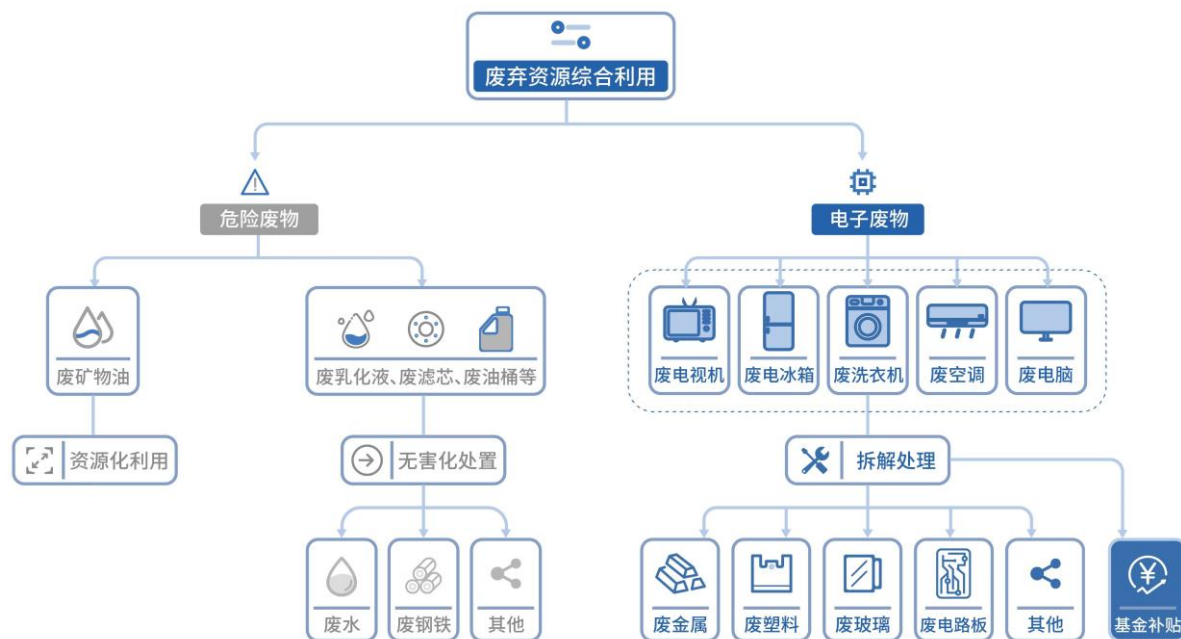 废弃资源综合利用
危险废物
电子废物
废矿物油
废乳化液、废滤芯、废油桶等
废电视机
废电冰箱
废洗衣机
废空调
废电脑
资源化利用
无害化处置
拆解处理
废水
废钢铁
其他
废金属
废塑料
废玻璃
废电路板
其他
¥
基金补贴